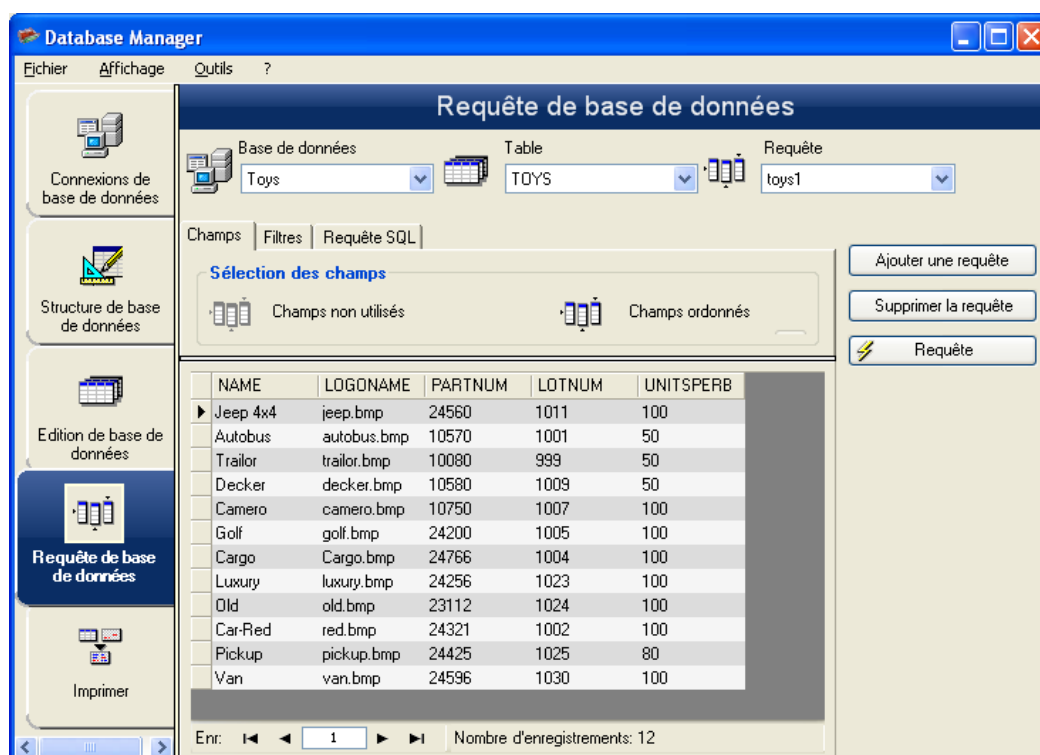 Database Manager
Fichier Affichage Outils ?
Requête de base de données
Connexions de
base de données
Structure de base
de données
Edition de base de
données
Requête de base
de données
Imprimer
Base de données Table Requête
Toys TOYS toys1
Champs Filtres Requête SQL
Sélection des champs
Champs non utilisés Champs ordonnés
Ajouter une requête
Supprimer la requête
Requête
NAME LOGONAME PARTNUM LOTNUM UNITSPERB
Jeep 4x4 jeep.bmp 24560 1011 100
Autobus autobus.bmp 10570 1001 50
Trailor trailor.bmp 10080 999 50
Decker decker.bmp 10580 1009 50
Camero camero.bmp 10750 1007 100
Golf golf.bmp 24200 1005 100
Cargo Cargo.bmp 24766 1004 100
Luxury luxury.bmp 24256 1023 100
Old old.bmp 23112 1024 100
Car-Red red.bmp 24321 1002 100
Pickup pickup.bmp 24425 1025 80
Van van.bmp 24596 1030 100
Enr: 1 Nombre d'enregistrements: 12